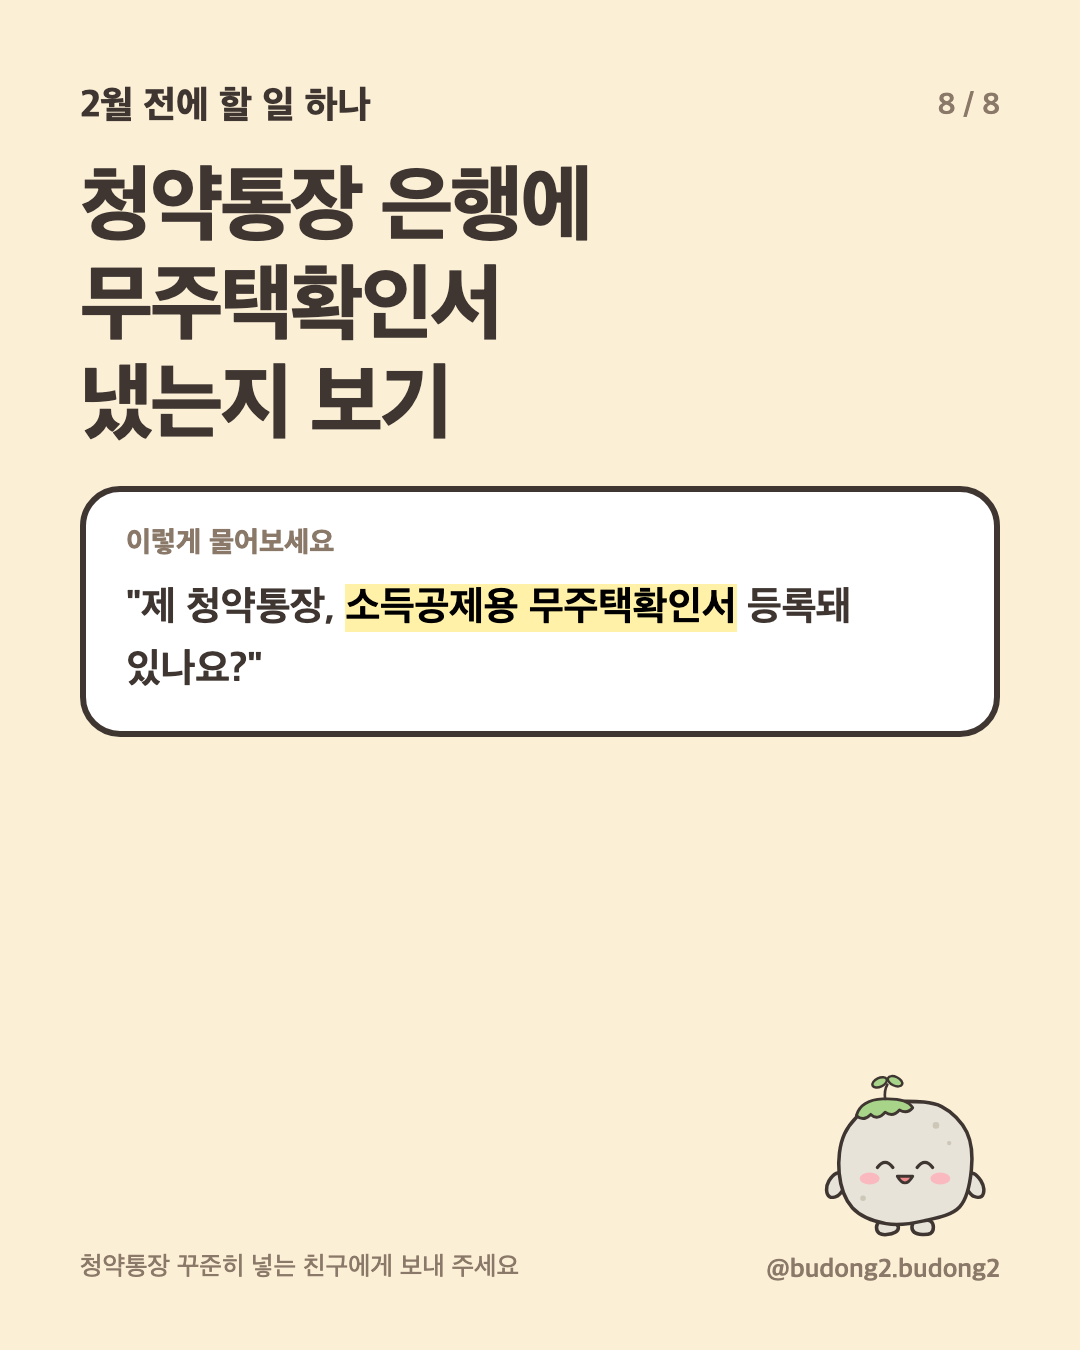 2월 전에 할 일 하나
8 / 8
청약통장 은행에
무주택확인서
냈는지 보기
이렇게 물어보세요
"제 청약통장, 소득공제용 무주택확인서 등록돼
있나요?"
청약통장 꾸준히 넣는 친구에게 보내 주세요
@budong2.budong2